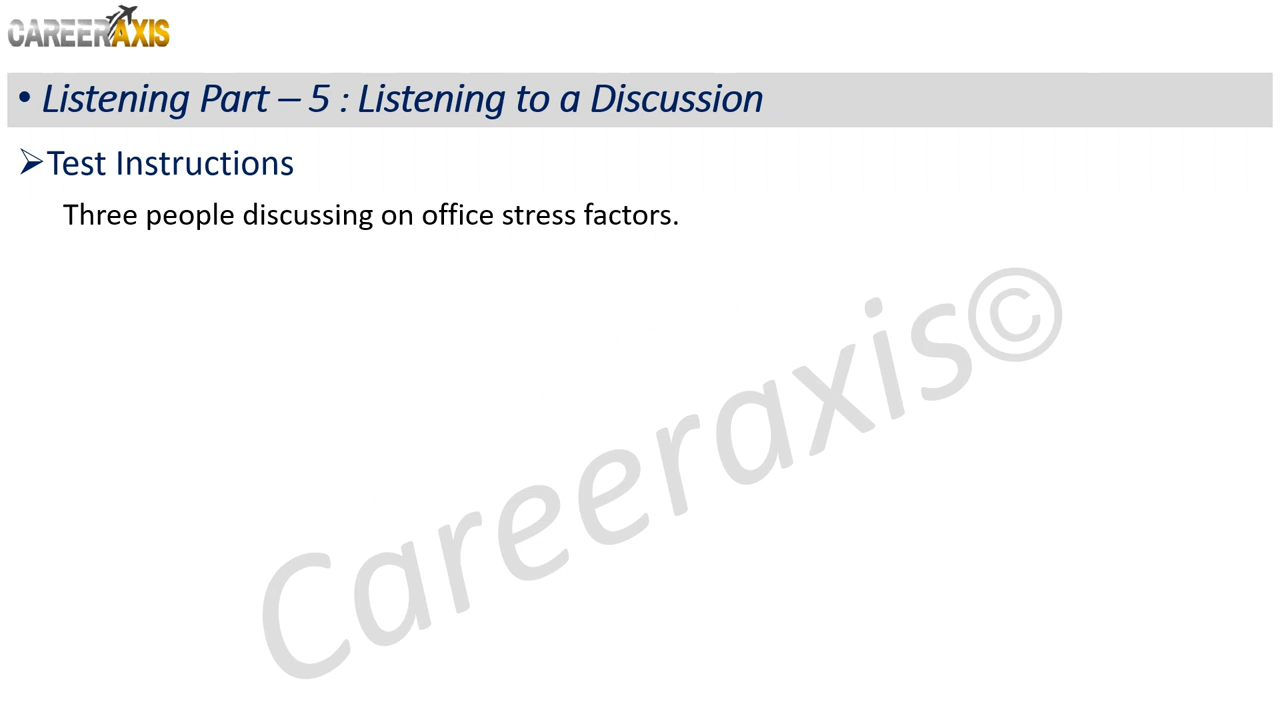 CAREERAXIS
• Listening Part – 5 : Listening to a Discussion
➢Test Instructions
Three people discussing on office stress factors.
Careeraxis©